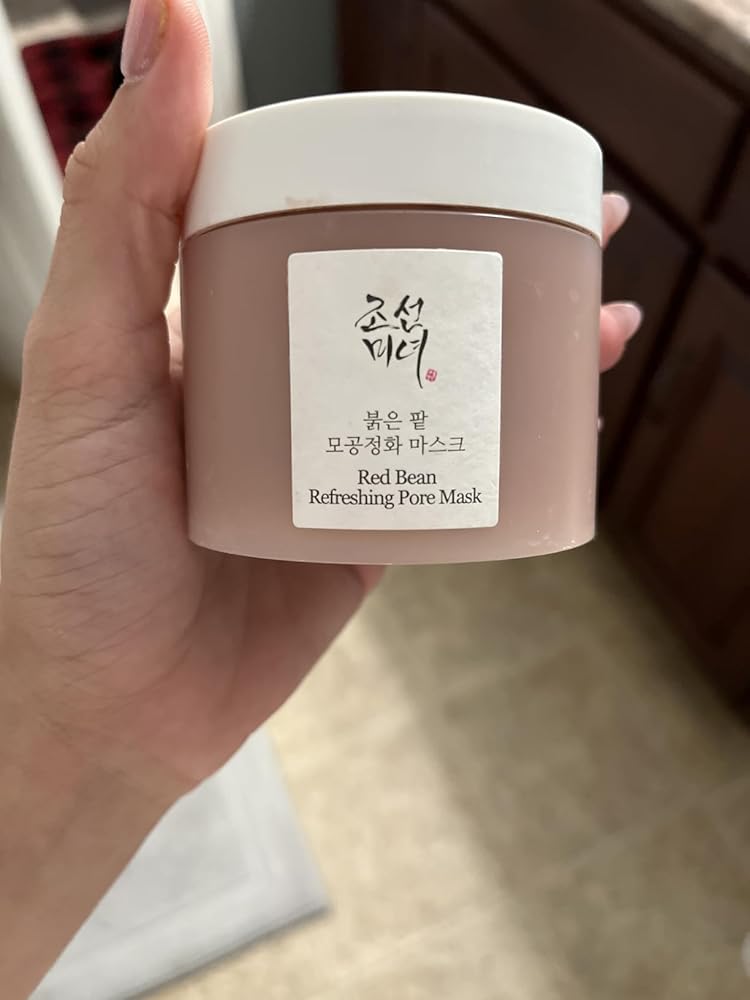 조선
미녀
붉은 팥
모공정화 마스크
Red Bean
Refreshing Pore Mask